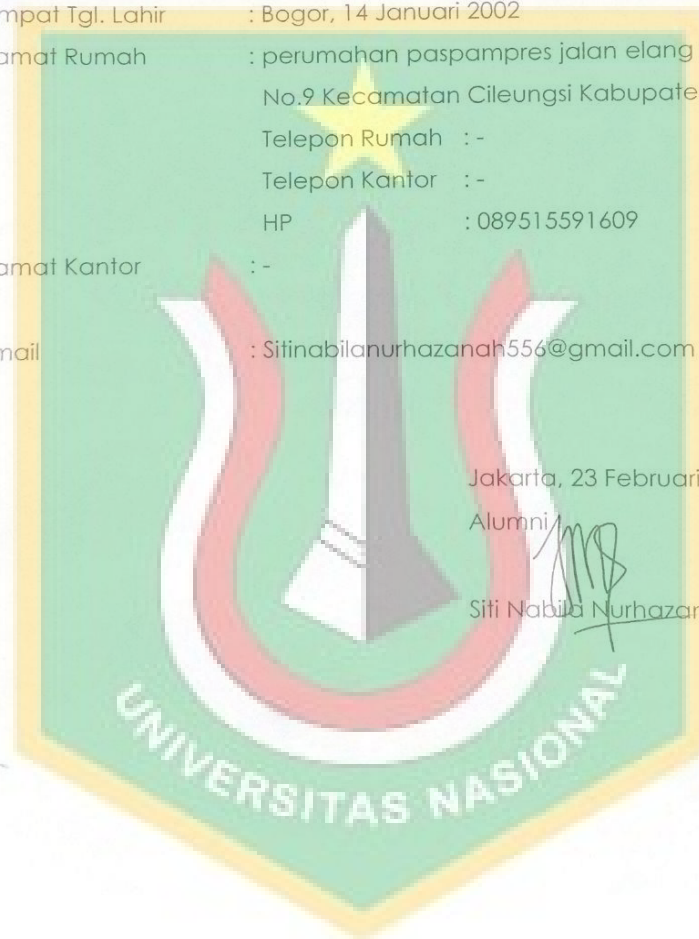 mpat Tgl. Lahir : Bogor, 14 Januari 2002
amat Rumah : perumahan paspampres jalan elang
No.9 Kecamatan Cileungsi Kabupate
Telepon Rumah : -
Telepon Kantor : -
HP : 089515591609
amat Kantor : -
mail : Sitinabilanurhazanah556@gmail.com
Jakarta, 23 Februari
Alumni
Siti Nabila Nurhazan
UNIVERSITAS NASIONAL